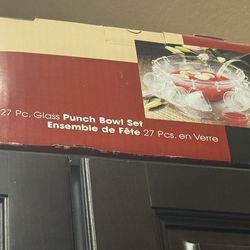 27 Pc. Glass Punch Bowl Set
Ensemble de Fête 27 Pcs. en Verre